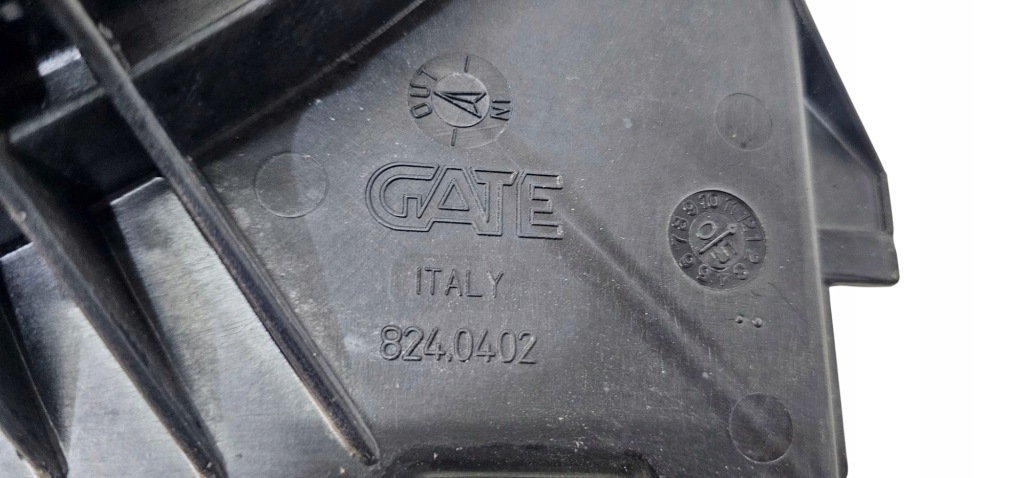 OUT IN
GATE
ITALY
824.0402